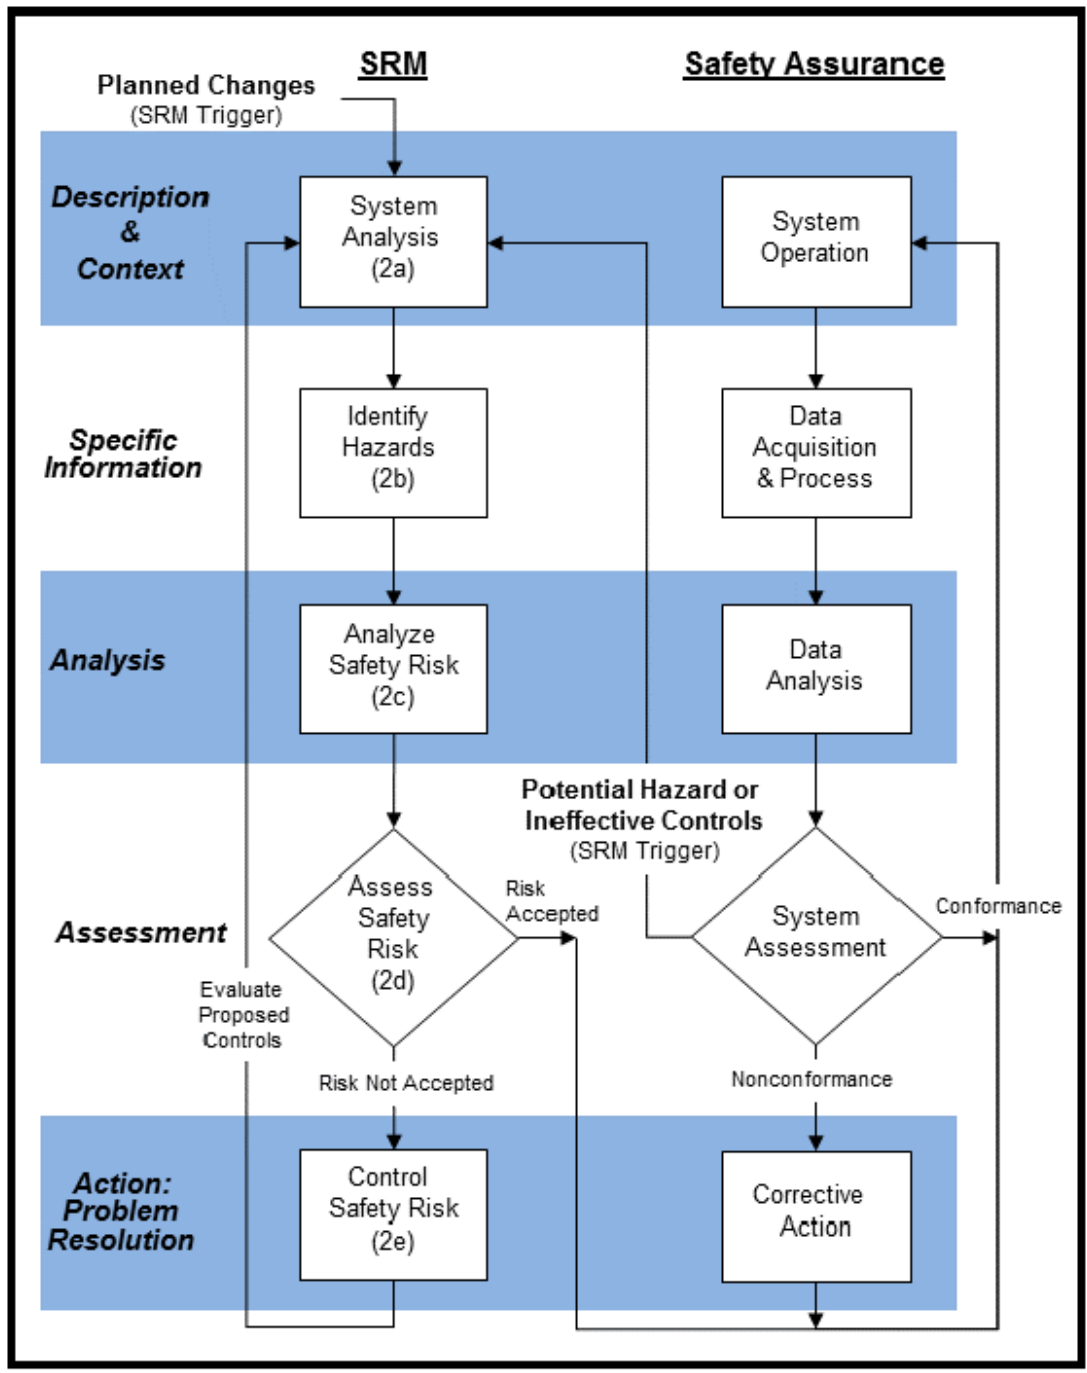 SRM
Safety Assurance
Planned Changes
(SRM Trigger)
Description
&
Context
System
Analysis
(2a)
System
Operation
Specific
Information
Identify
Hazards
(2b)
Data
Acquisition
& Process
Analysis
Analyze
Safety Risk
(2c)
Data
Analysis
Potential Hazard or
Ineffective Controls
(SRM Trigger)
Assessment
Assess
Safety
Risk
(2d)
Risk
Accepted
System
Assessment
Conformance
Evaluate
Proposed
Controls
Risk Not Accepted
Nonconformance
Action:
Problem
Resolution
Control
Safety Risk
(2e)
Corrective
Action